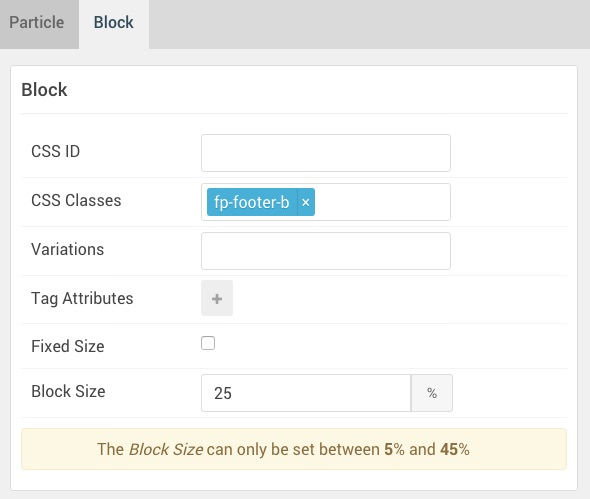 Particle Block
Block
CSS ID
CSS Classes fp-footer-b ×
Variations
Tag Attributes +
Fixed Size
Block Size 25 %
The Block Size can only be set between 5% and 45%